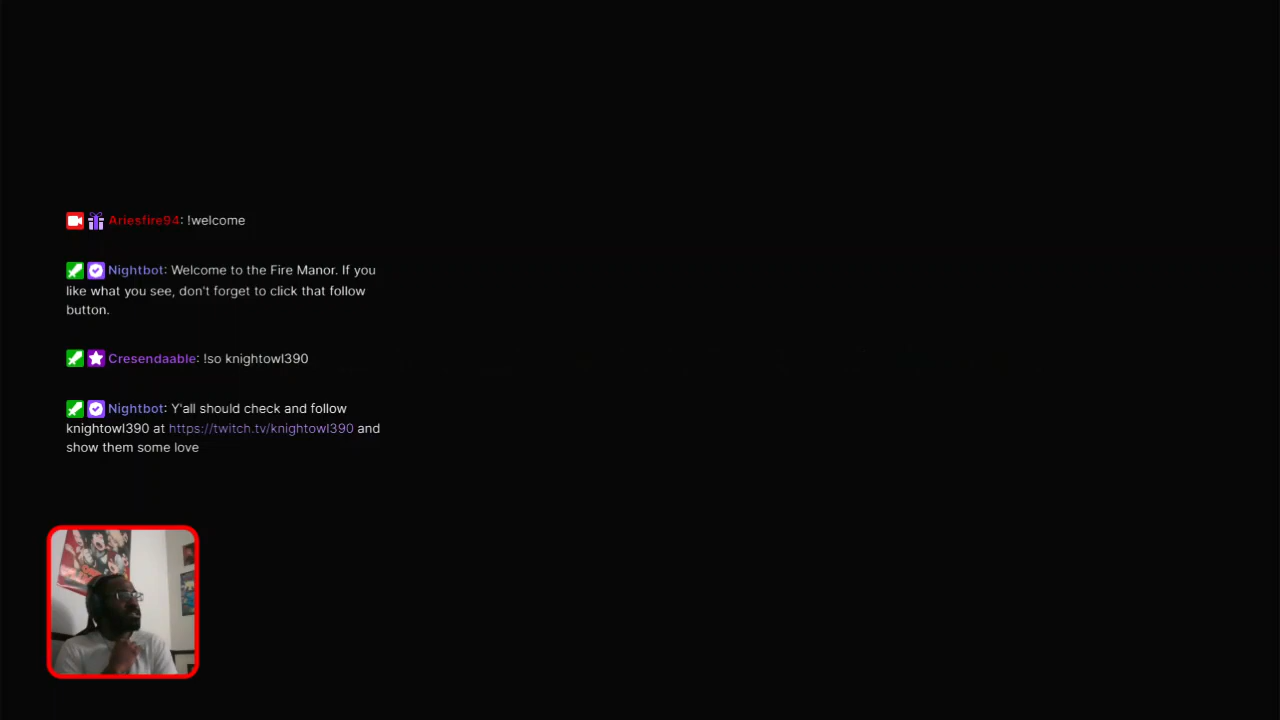 Ariesfire94: !welcome
Nightbot: Welcome to the Fire Manor. If you
like what you see, don't forget to click that follow
button.
Cresendaable: !so knightowl390
Nightbot: Y'all should check and follow
knightowl390 at https://twitch.tv/knightowl390 and
show them some love